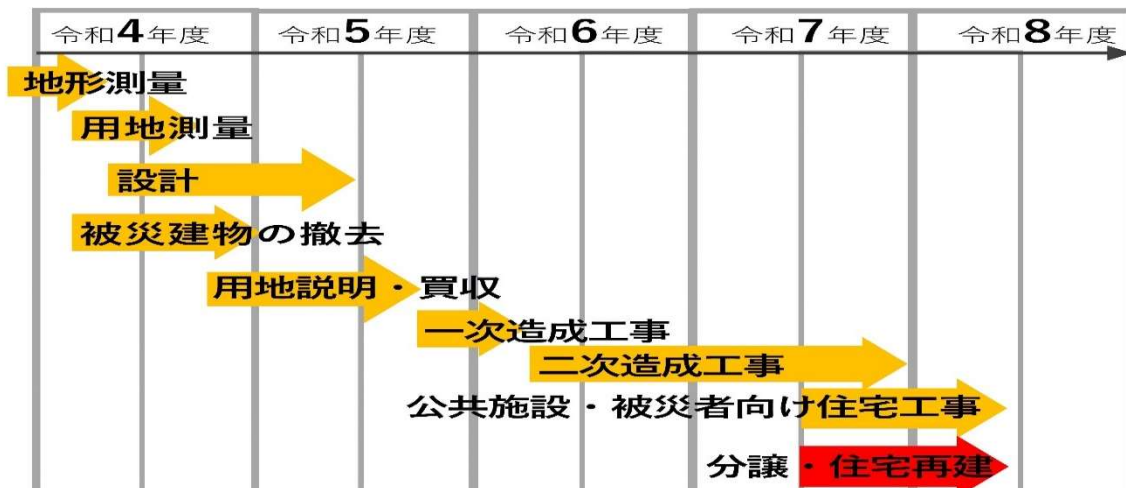 令和4年度 令和5年度 令和6年度 令和7年度 令和8年度
地形測量
用地測量
設計
被災建物の撤去
用地説明・買収
一次造成工事
二次造成工事
公共施設・被災者向け住宅工事
分譲・住宅再建